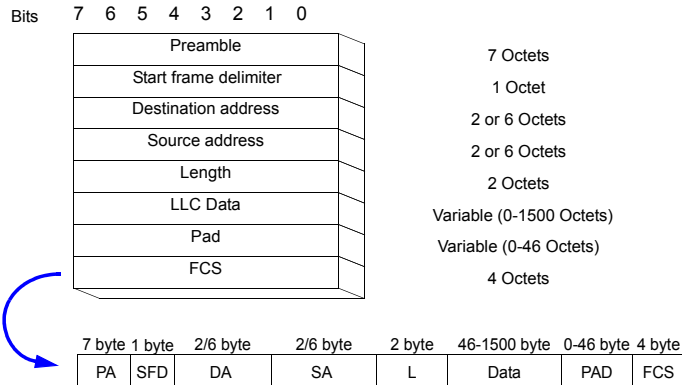 Bits 7 6 5 4 3 2 1 0
Preamble 7 Octets
Start frame delimiter 1 Octet
Destination address 2 or 6 Octets
Source address 2 or 6 Octets
Length 2 Octets
LLC Data Variable (0-1500 Octets)
Pad Variable (0-46 Octets)
FCS 4 Octets
7 byte 1 byte 2/6 byte 2/6 byte 2 byte 46-1500 byte 0-46 byte 4 byte
PA SFD DA SA L Data PAD FCS